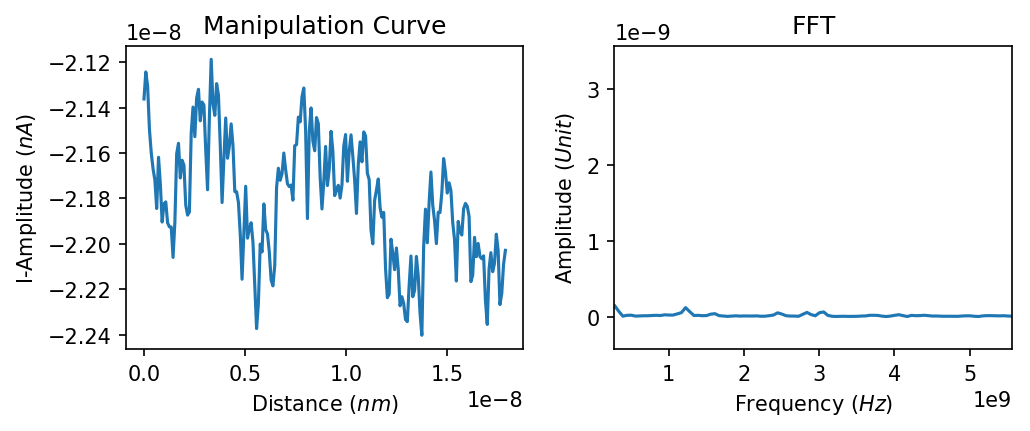 Manipulation Curve
1e−8
−2.12
−2.14
−2.16
−2.18
−2.20
−2.22
−2.24
I-Amplitude (nA)
0.0 0.5 1.0 1.5
Distance (nm)
1e−8
FFT
1e−9
3
2
1
0
Amplitude (Unit)
1 2 3 4 5
Frequency (Hz)
1e9